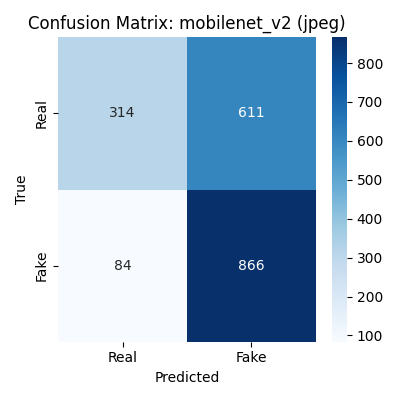 Confusion Matrix: mobilenet_v2 (jpeg)
True
Real
314
611
Fake
84
866
Real
Fake
Predicted
800
700
600
500
400
300
200
100